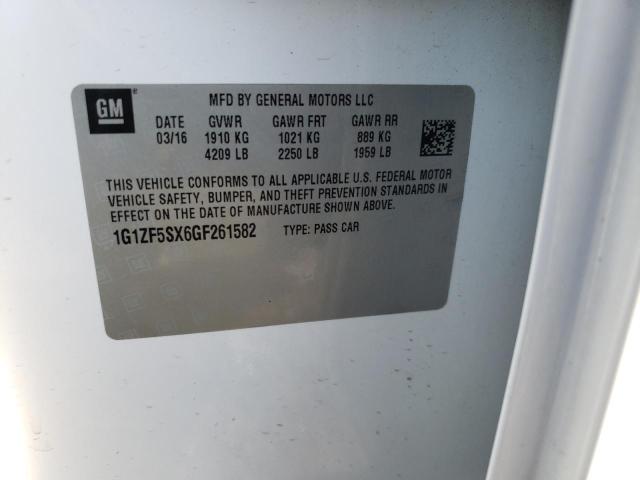 GM
MFD BY GENERAL MOTORS LLC
DATE GVWR GAWR FRT GAWR RR
03/16 1910 KG 1021 KG 889 KG
4209 LB 2250 LB 1959 LB
THIS VEHICLE CONFORMS TO ALL APPLICABLE U.S. FEDERAL MOTOR
VEHICLE SAFETY, BUMPER, AND THEFT PREVENTION STANDARDS IN
EFFECT ON THE DATE OF MANUFACTURE SHOWN ABOVE.
1G1ZF5SX6GF261582 TYPE: PASS CAR